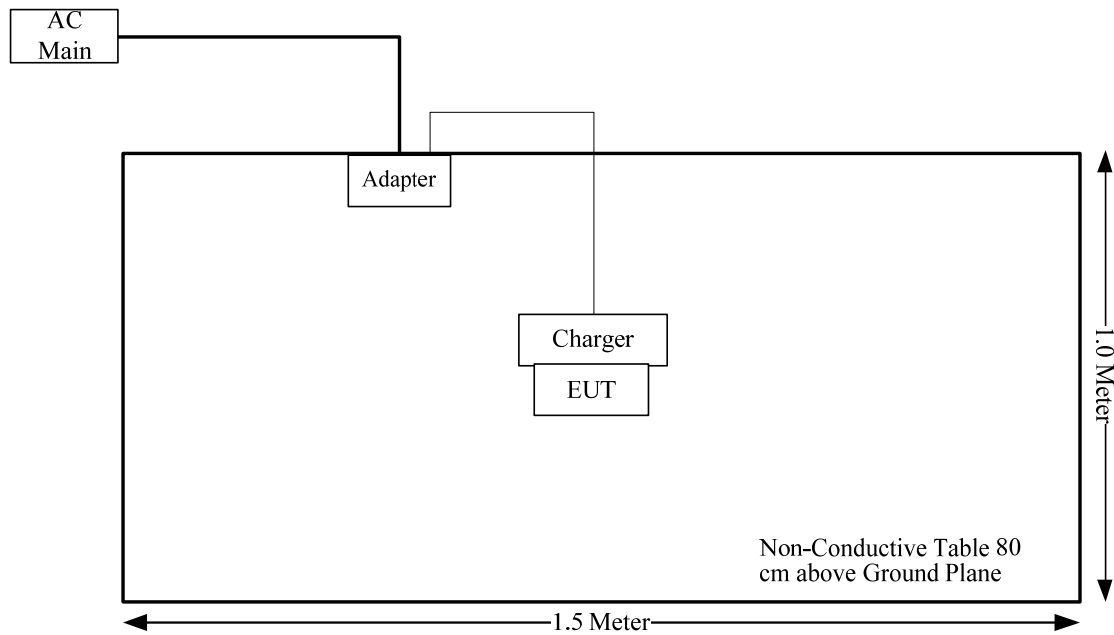 AC
Main
Adapter
Charger
EUT
1.0 Meter
Non-Conductive Table 80
cm above Ground Plane
1.5 Meter